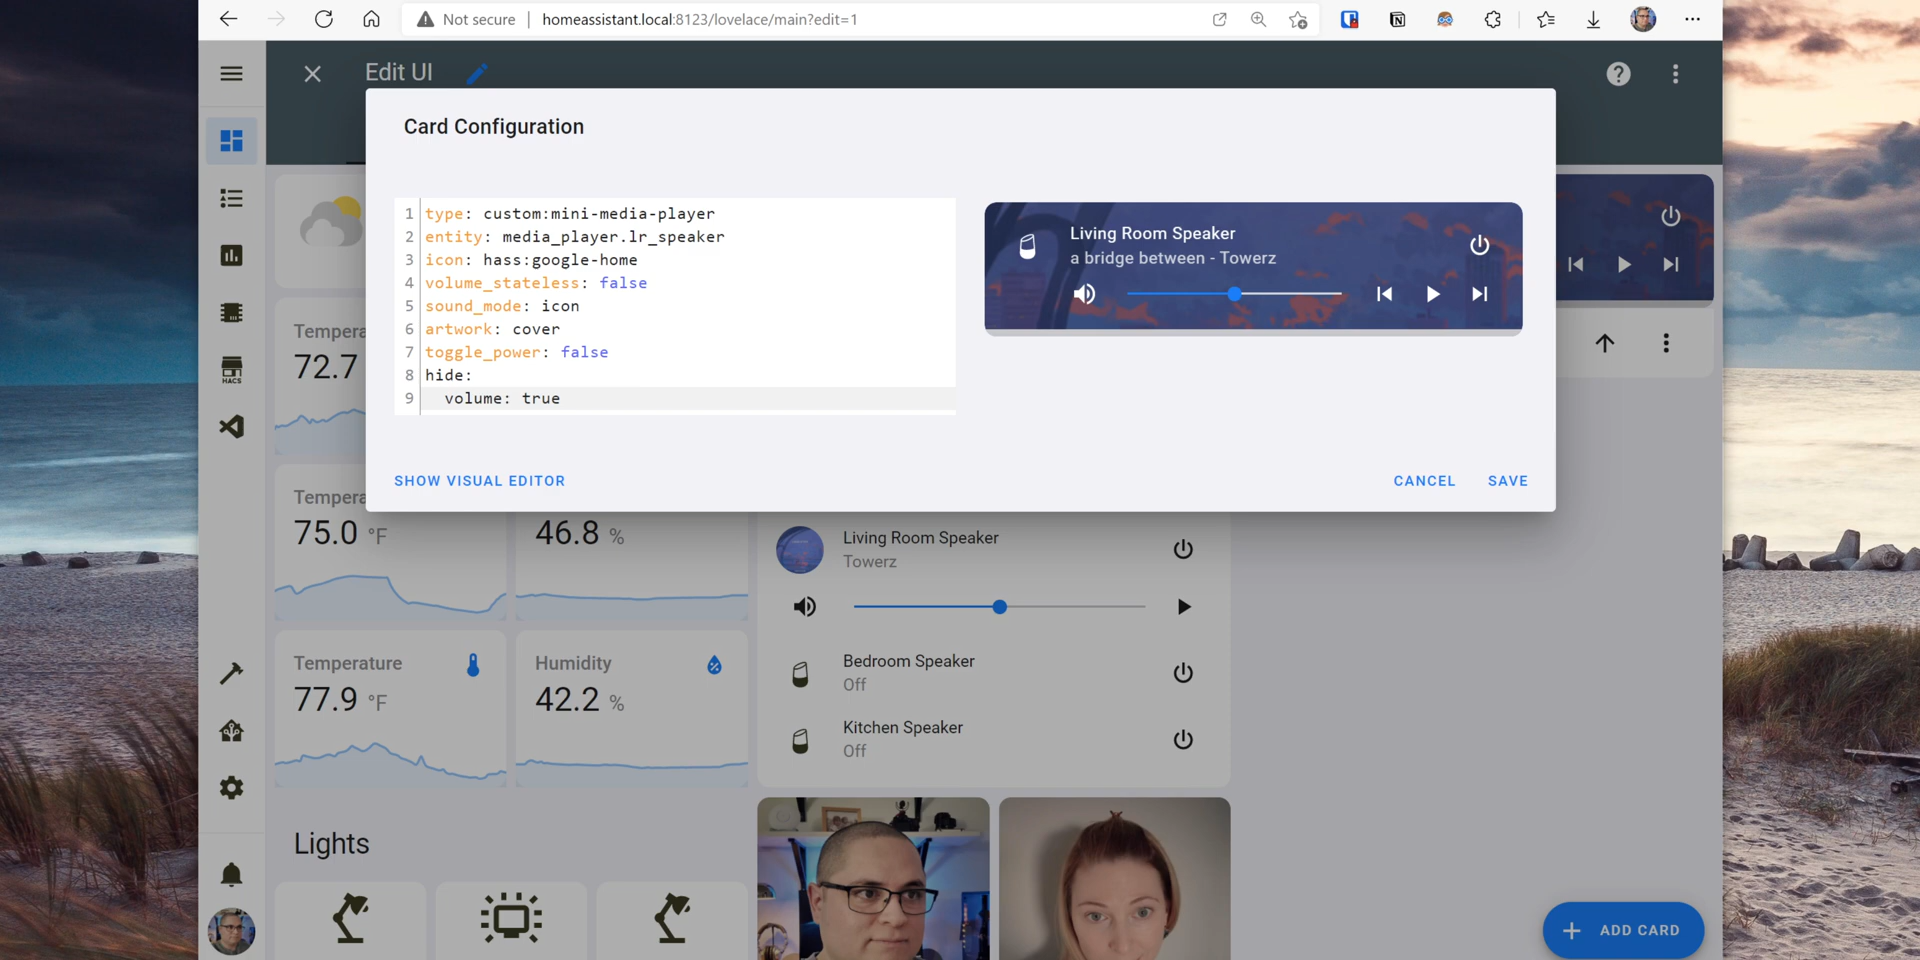 Not secure
homeassistant.local:8123/lovelace/main?edit=1
Edit UI
Card Configuration
1 type: custom:mini-media-player
2 entity: media_player.lr_speaker
3 icon: hass:google-home
4 volume_stateless: false
5 sound_mode: icon
6 artwork: cover
7 toggle_power: false
8 hide:
9 volume: true
Living Room Speaker
a bridge between - Towerz
SHOW VISUAL EDITOR
CANCEL
SAVE
HACS
Tempera
72.7
Tempera
75.0 °F
46.8 %
Temperature
77.9 °F
Humidity
42.2 %
Living Room Speaker
Towerz
Bedroom Speaker
Off
Kitchen Speaker
Off
Lights
ADD CARD